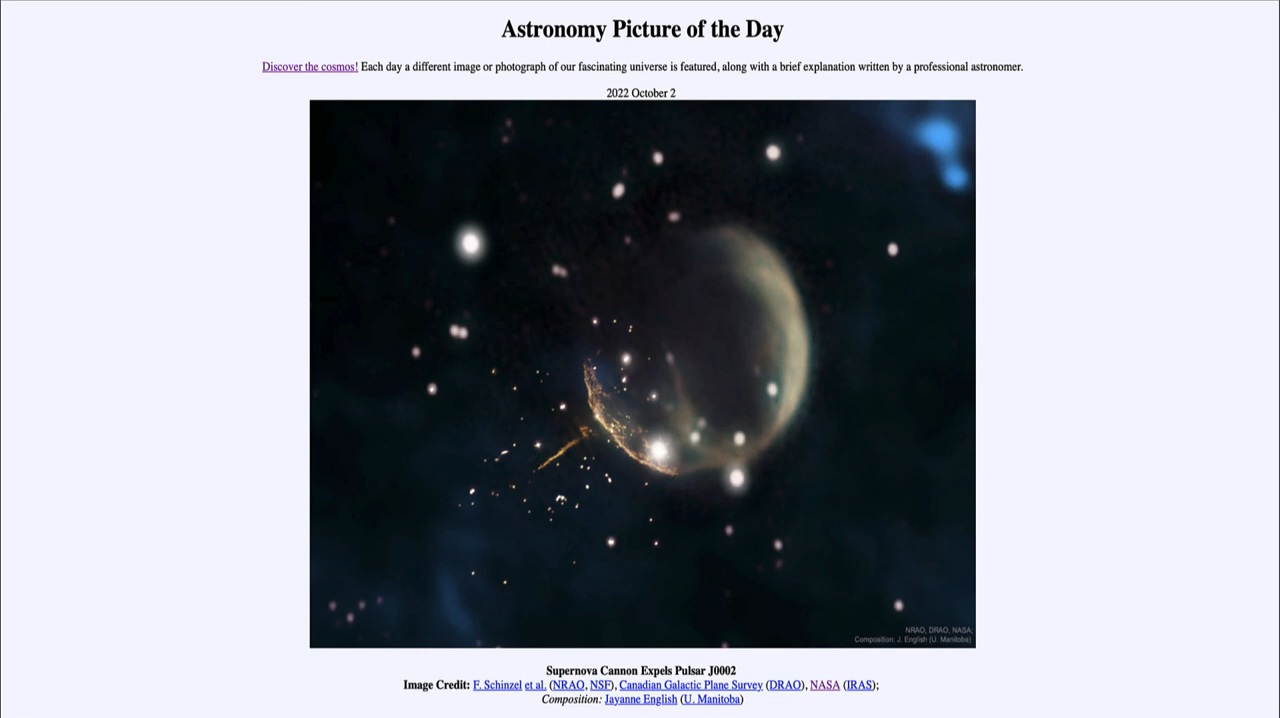 Astronomy Picture of the Day
Discover the cosmos! Each day a different image or photograph of our fascinating universe is featured, along with a brief explanation written by a professional astronomer.
2022 October 2
NRAO, DRAO, NASA;
Composition: J. English (U. Manitoba)
Supernova Cannon Expels Pulsar J0002
Image Credit: F. Schinzel et al. (NRAO, NSF), Canadian Galactic Plane Survey (DRAO), NASA (IRAS);
Composition: Jayanne English (U. Manitoba)